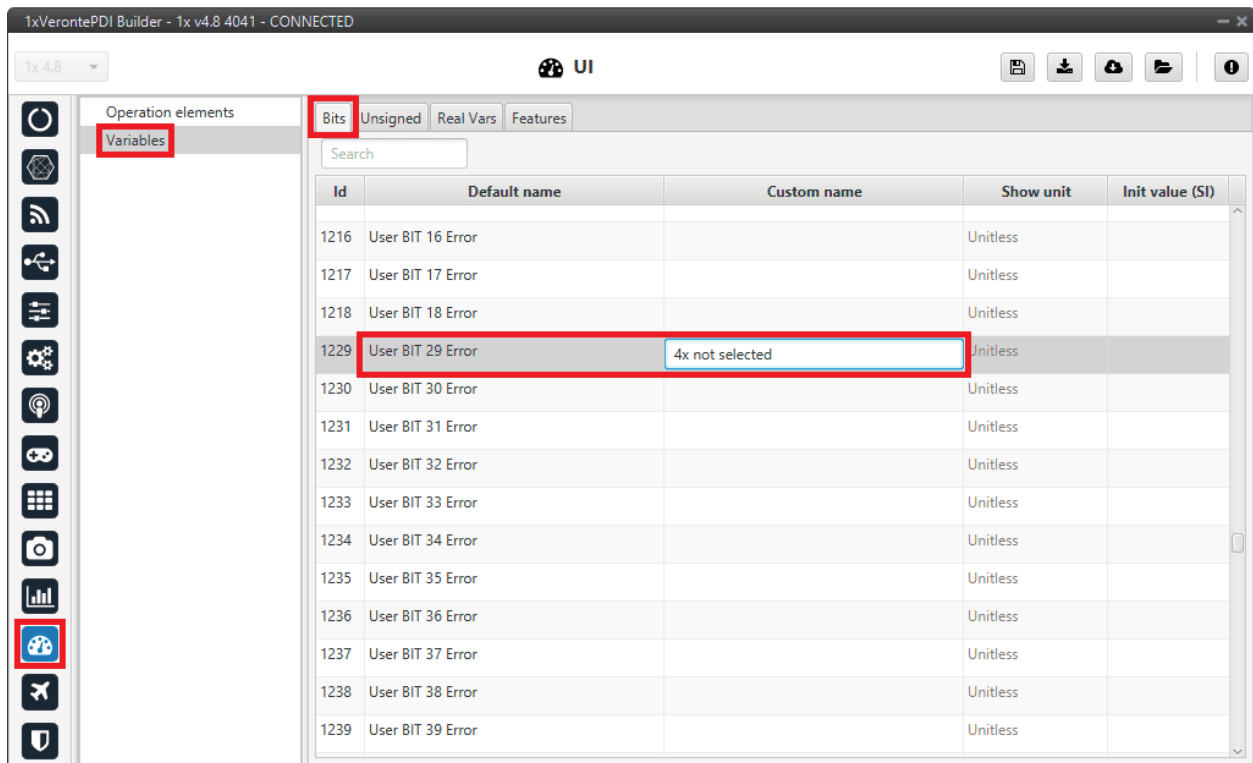 1xVerontePDI Builder - 1x v4.8 4041 - CONNECTED
1x 4.8
UI
Operation elements
Variables
Bits Unsigned Real Vars Features
Search
Id Default name Custom name Show unit Init value (SI)
1216 User BIT 16 Error Unitless
1217 User BIT 17 Error Unitless
1218 User BIT 18 Error Unitless
1229 User BIT 29 Error 4x not selected Unitless
1230 User BIT 30 Error Unitless
1231 User BIT 31 Error Unitless
1232 User BIT 32 Error Unitless
1233 User BIT 33 Error Unitless
1234 User BIT 34 Error Unitless
1235 User BIT 35 Error Unitless
1236 User BIT 36 Error Unitless
1237 User BIT 37 Error Unitless
1238 User BIT 38 Error Unitless
1239 User BIT 39 Error Unitless